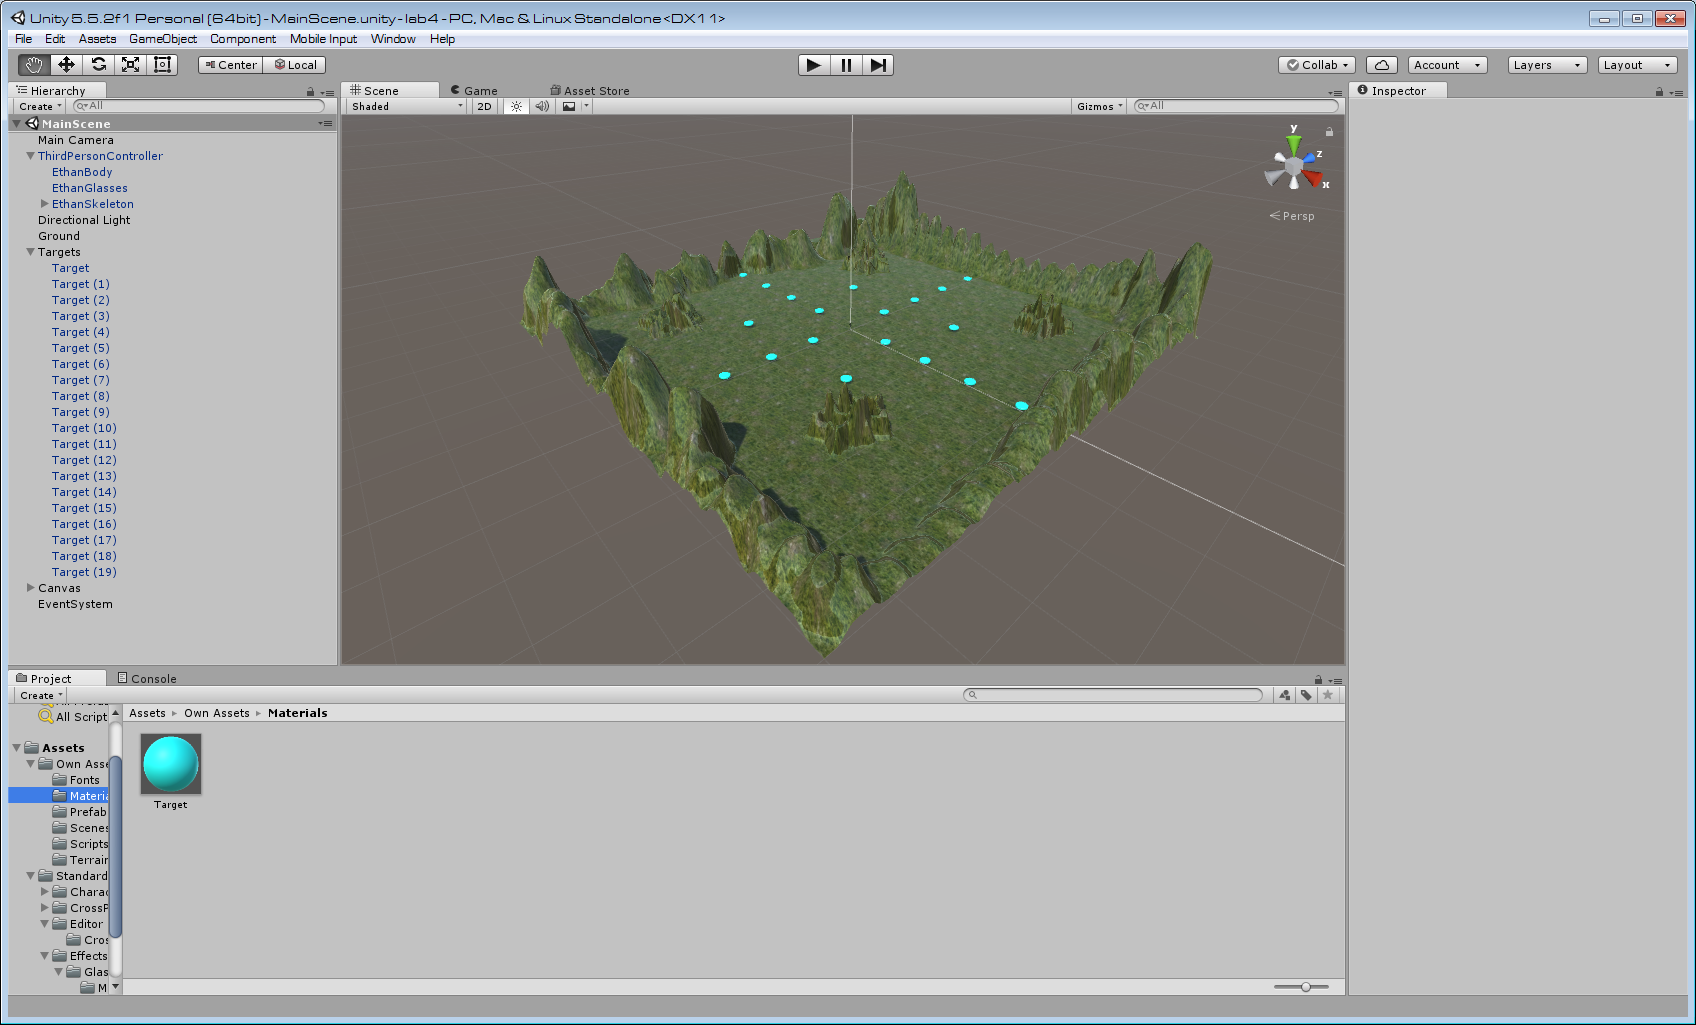 Unity 5.5.2f1 Personal (64bit) - MainScene.unity - lab4 - PC, Mac & Linux Standalone <DX11>
File Edit Assets GameObject Component Mobile Input Window Help
Center Local Collab Account Layers Layout
Hierarchy
Create All
MainScene
Main Camera
ThirdPersonController
EthanBody
EthanGlasses
EthanSkeleton
Directional Light
Ground
Targets
Target
Target (1)
Target (2)
Target (3)
Target (4)
Target (5)
Target (6)
Target (7)
Target (8)
Target (9)
Target (10)
Target (11)
Target (12)
Target (13)
Target (14)
Target (15)
Target (16)
Target (17)
Target (18)
Target (19)
Canvas
EventSystem
Scene Game Asset Store
Shaded 2D Gizmos All
y
z
x
Persp
Inspector
Project Console
Create
All Script
Assets
Own Asse
Fonts
Materia
Prefab
Scenes
Scripts
Terrain
Standard
Charac
CrossP
Editor
Cros
Effects
Glas
M
Assets Own Assets Materials
Target